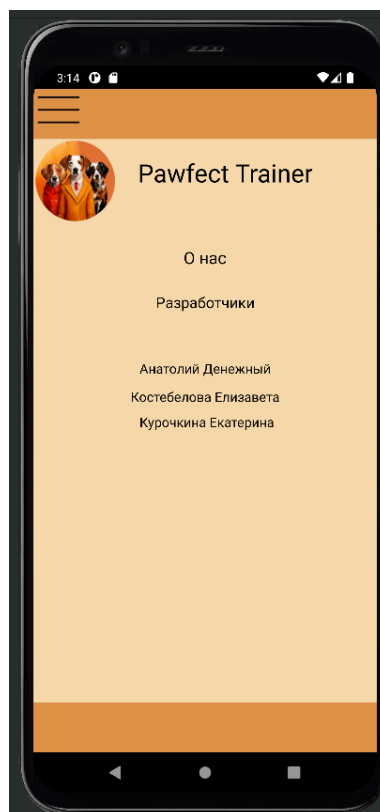 3:14
Pawfect Trainer
О нас
Разработчики
Анатолий Денежный
Костебелова Елизавета
Курочкина Екатерина